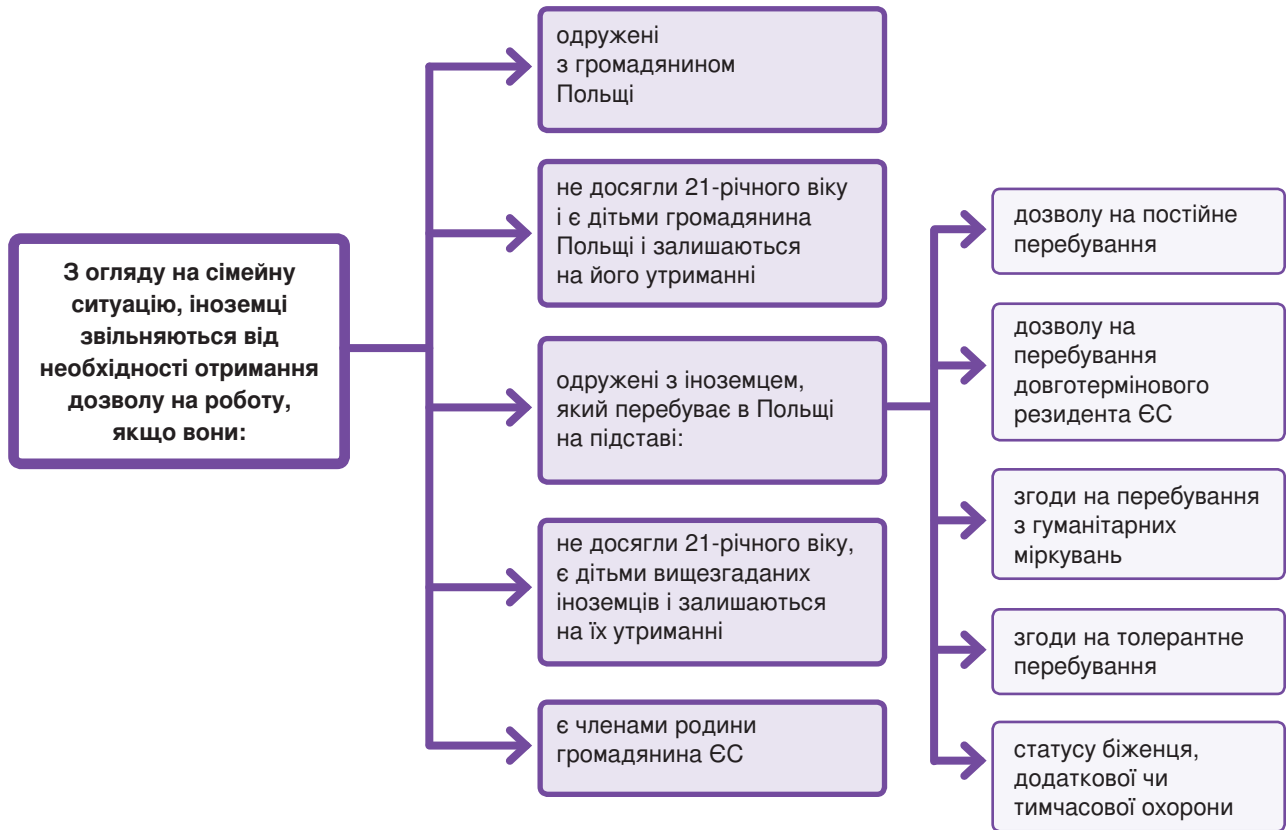 З огляду на сімейну
ситуацію, іноземці
звільняються від
необхідності отримання
дозволу на роботу,
якщо вони:
одружені
з громадянином
Польщі
не досягли 21-річного віку
і є дітьми громадянина
Польщі і залишаються
на його утриманні
одружені з іноземцем,
який перебуває в Польщі
на підставі:
не досягли 21-річного віку,
є дітьми вищезгаданих
іноземців і залишаються
на їх утриманні
є членами родини
громадянина ЄС
дозволу на постійне
перебування
дозволу на
перебування
довготермінового
резидента ЄС
згоди на перебування
з гуманітарних
міркувань
згоди на толерантне
перебування
статусу біженця,
додаткової чи
тимчасової охорони